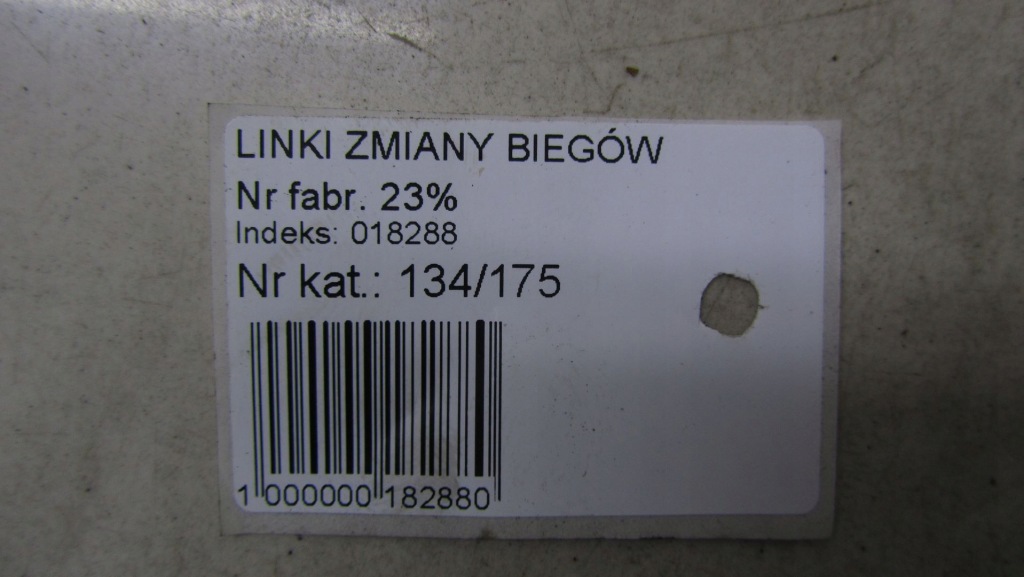 LINKI ZMIANY BIEGÓW
Nr fabr. 23%
Indeks: 018288
Nr kat.: 134/175
1 000000 182880